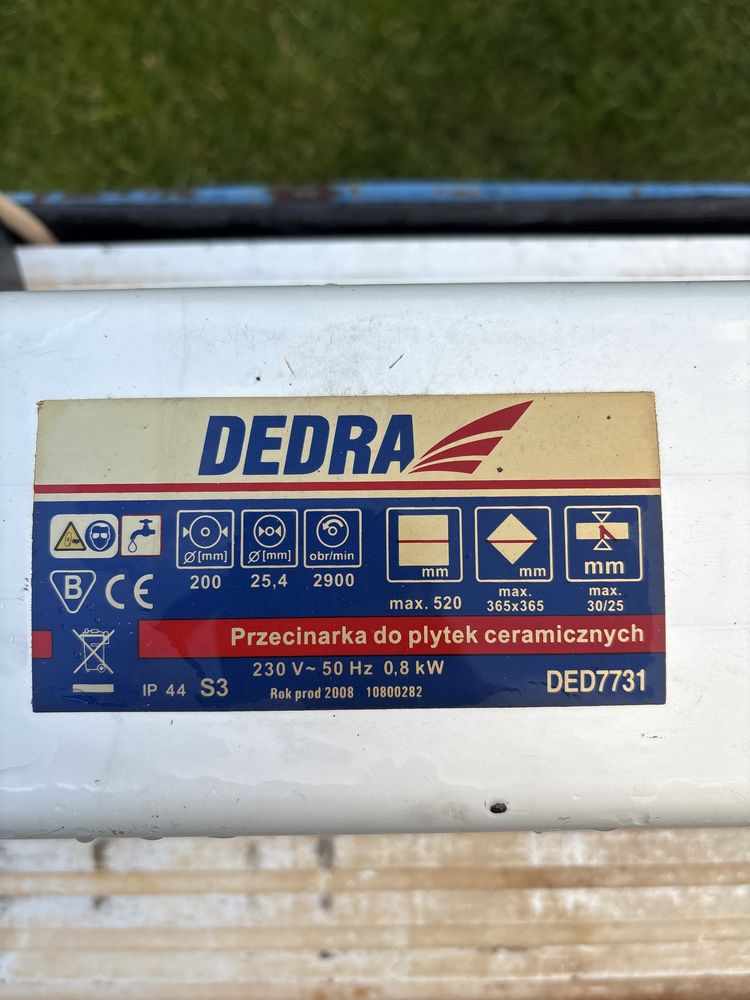 DEDRA
Ø [mm] Ø [mm] obr/min mm mm mm
200 25,4 2900 max. 520 max. 365x365 max. 30/25
B CE
Przecinarka do plytek ceramicznych
230 V~ 50 Hz 0,8 kW
IP 44 S3 Rok prod 2008 10800282 DED7731